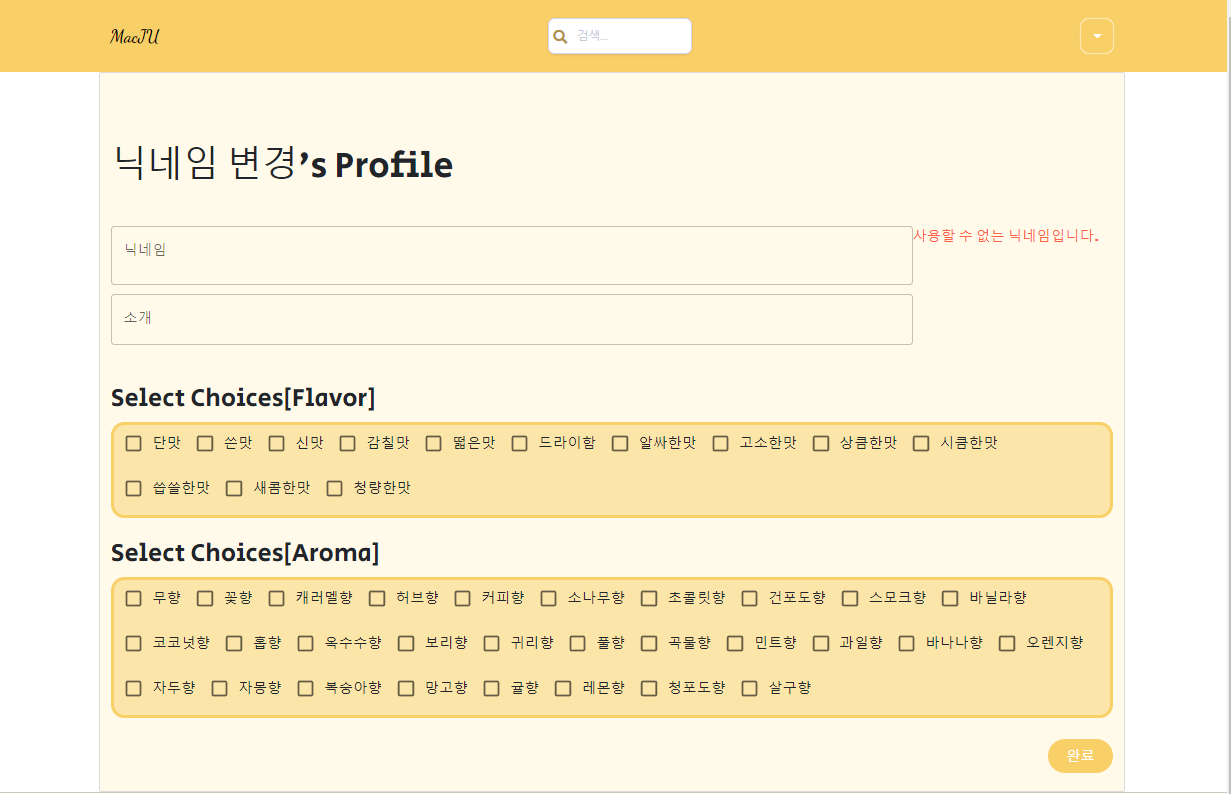 MacJU
검색...
닉네임 변경's Profile
닉네임
사용할 수 없는 닉네임입니다.
소개
Select Choices[Flavor]
단맛 쓴맛 신맛 감칠맛 떫은맛 드라이함 알싸한맛 고소한맛 상큼한맛 시큼한맛
씁쓸한맛 새콤한맛 청량한맛
Select Choices[Aroma]
무향 꽃향 캐러멜향 허브향 커피향 소나무향 초콜릿향 건포도향 스모크향 바닐라향
코코넛향 홉향 옥수수향 보리향 귀리향 풀향 곡물향 민트향 과일향 바나나향 오렌지향
자두향 자몽향 복숭아향 망고향 귤향 레몬향 청포도향 살구향
완료